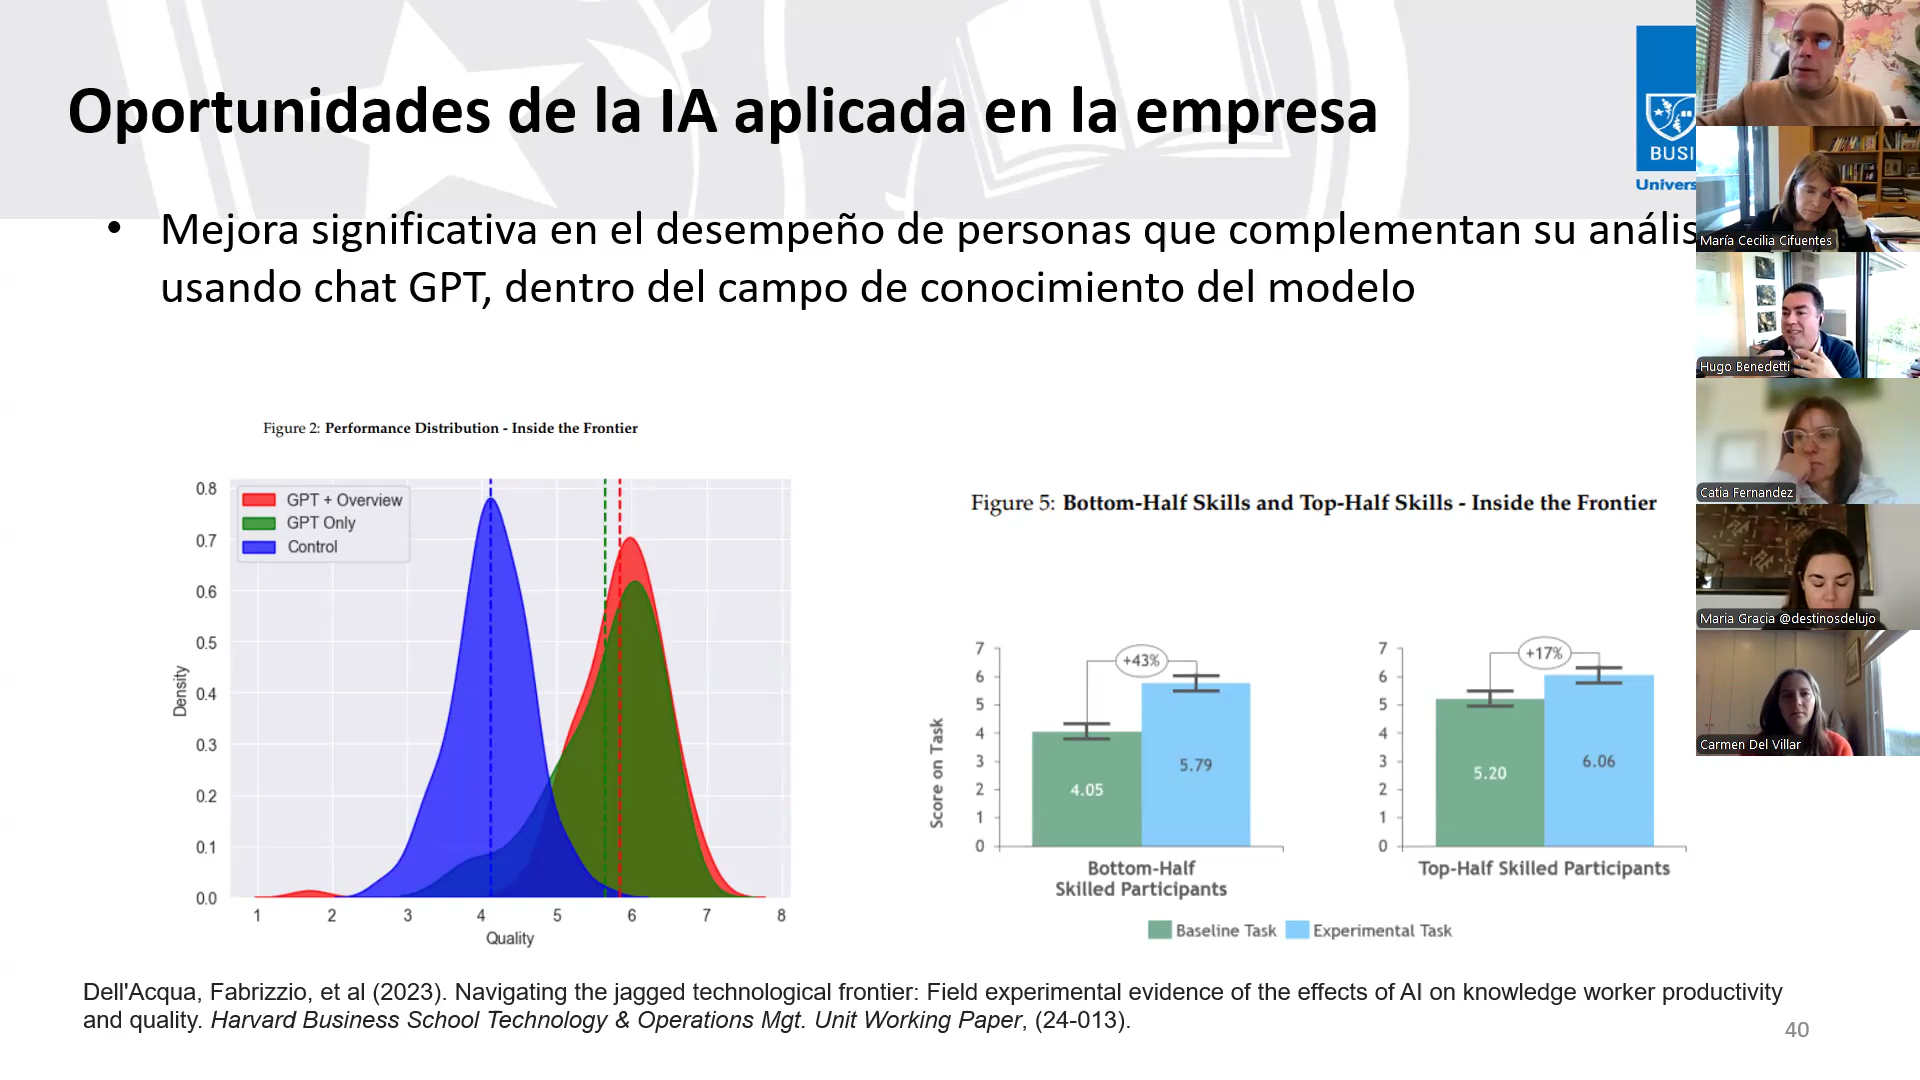 Oportunidades de la IA aplicada en la empresa
BUSI
Univers
• Mejora significativa en el desempeño de personas que complementan su anális
usando chat GPT, dentro del campo de conocimiento del modelo
Figure 2: Performance Distribution - Inside the Frontier
GPT + Overview
GPT Only
Control
0.8
0.7
0.6
0.5
0.4
0.3
0.2
0.1
0.0
Density
1 2 3 4 5 6 7 8
Quality
Figure 5: Bottom-Half Skills and Top-Half Skills - Inside the Frontier
Score on Task
7
6
5
4
3
2
1
0
+43%
4.05
5.79
Bottom-Half
Skilled Participants
7
6
5
4
3
2
1
0
+17%
5.20
6.06
Top-Half Skilled Participants
Baseline Task Experimental Task
Dell'Acqua, Fabrizzio, et al (2023). Navigating the jagged technological frontier: Field experimental evidence of the effects of AI on knowledge worker productivity
and quality. Harvard Business School Technology & Operations Mgt. Unit Working Paper, (24-013).
40
María Cecilia Cifuentes
Hugo Benedetti
Catia Fernandez
Maria Gracia @destinosdelujo
Carmen Del Villar